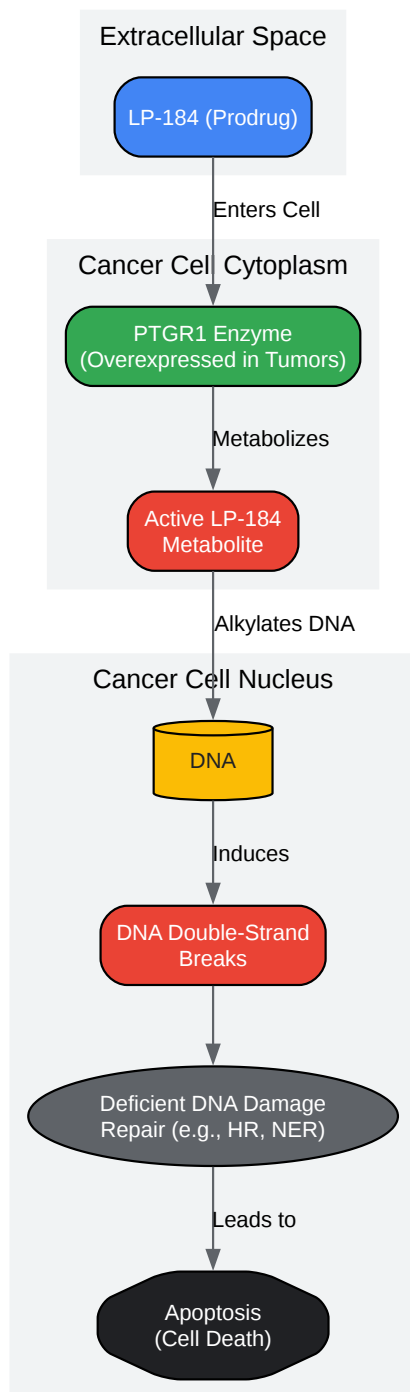 Extracellular Space
LP-184 (Prodrug)
Enters Cell
Cancer Cell Cytoplasm
PTGR1 Enzyme
(Overexpressed in Tumors)
Metabolizes
Active LP-184
Metabolite
Alkylates DNA
Cancer Cell Nucleus
DNA
Induces
DNA Double-Strand
Breaks
Deficient DNA Damage
Repair (e.g., HR, NER)
Leads to
Apoptosis
(Cell Death)